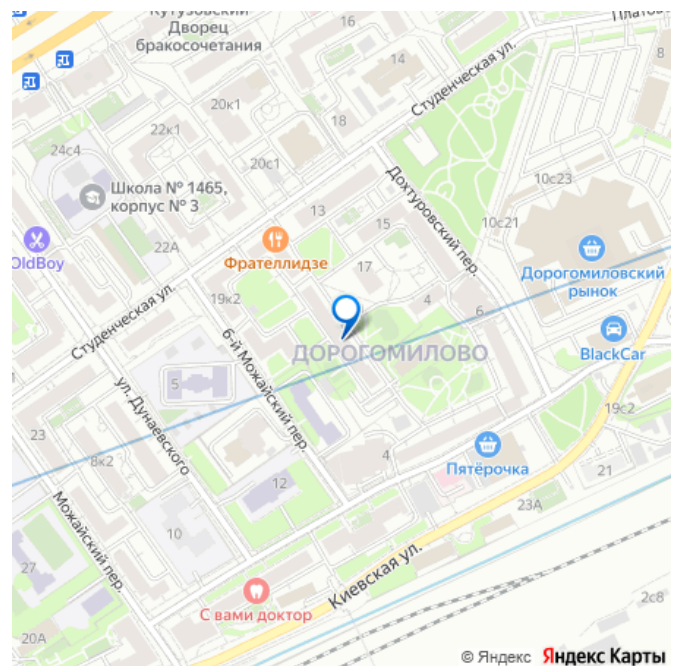 Кутузовский
Дворец
бракосочетания
Платов
14
8
Студенческая ул.
20к1
18
22к1
24с4
20с1
10с23
Школа № 1465,
корпус № 3
Дохтуровский пер.
13
15
10с21
22А
OldBoy
Фрателлидзе
17
Дорогомиловский
рынок
Студенческая ул.
19к2
4
6
6-й Можайский пер.
ДОРОГОМИЛОВО
BlackCar
5
ул. Дунаевского
19с2
23
8к2
4
Пятёрочка
21
12
23А
Можайский пер.
10
Киевская ул.
27
С вами доктор
2с8
20А
© Яндекс Яндекс Карты